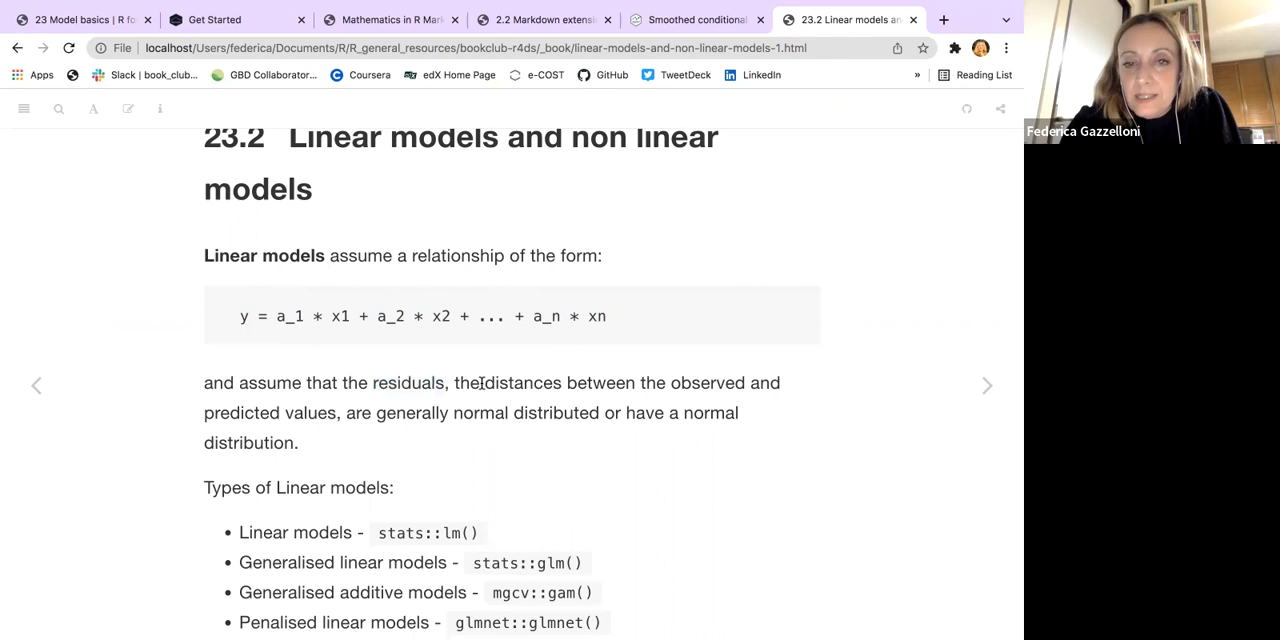 23 Model basics | R fo
Get Started
Mathematics in R Mar
2.2 Markdown extensi
Smoothed conditional
23.2 Linear models an
File
localhost/Users/federica/Documents/R/R_general_resources/bookclub-r4ds/_book/linear-models-and-non-linear-models-1.html
Apps
Slack | book_club...
GBD Collaborator...
Coursera
edX Home Page
e-COST
GitHub
TweetDeck
LinkedIn
»
Reading List
Federica Gazzelloni
23.2 Linear models and non linear
models
Linear models assume a relationship of the form:
y = a_1 * x1 + a_2 * x2 + ... + a_n * xn
and assume that the residuals, the distances between the observed and
predicted values, are generally normal distributed or have a normal
distribution.
Types of Linear models:
• Linear models - stats::lm()
• Generalised linear models - stats::glm()
• Generalised additive models - mgcv::gam()
• Penalised linear models - glmnet::glmnet()